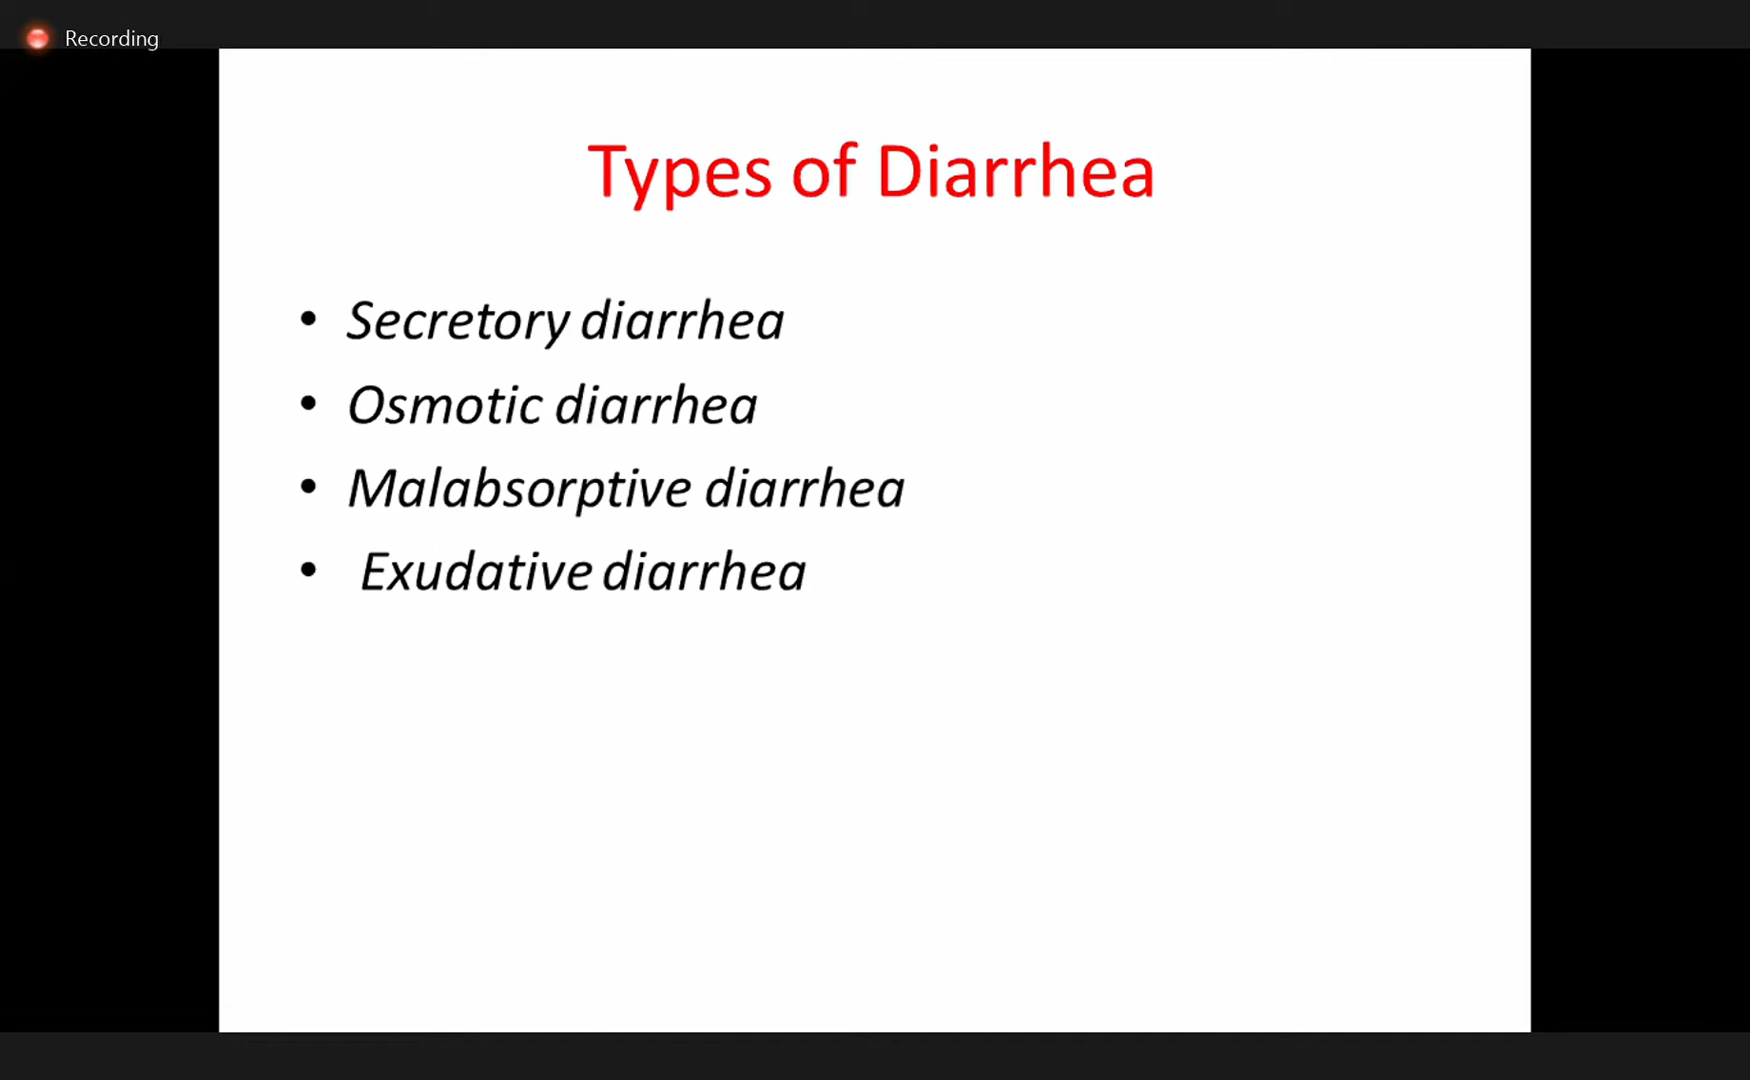 Recording
Types of Diarrhea
• Secretory diarrhea
• Osmotic diarrhea
• Malabsorptive diarrhea
• Exudative diarrhea